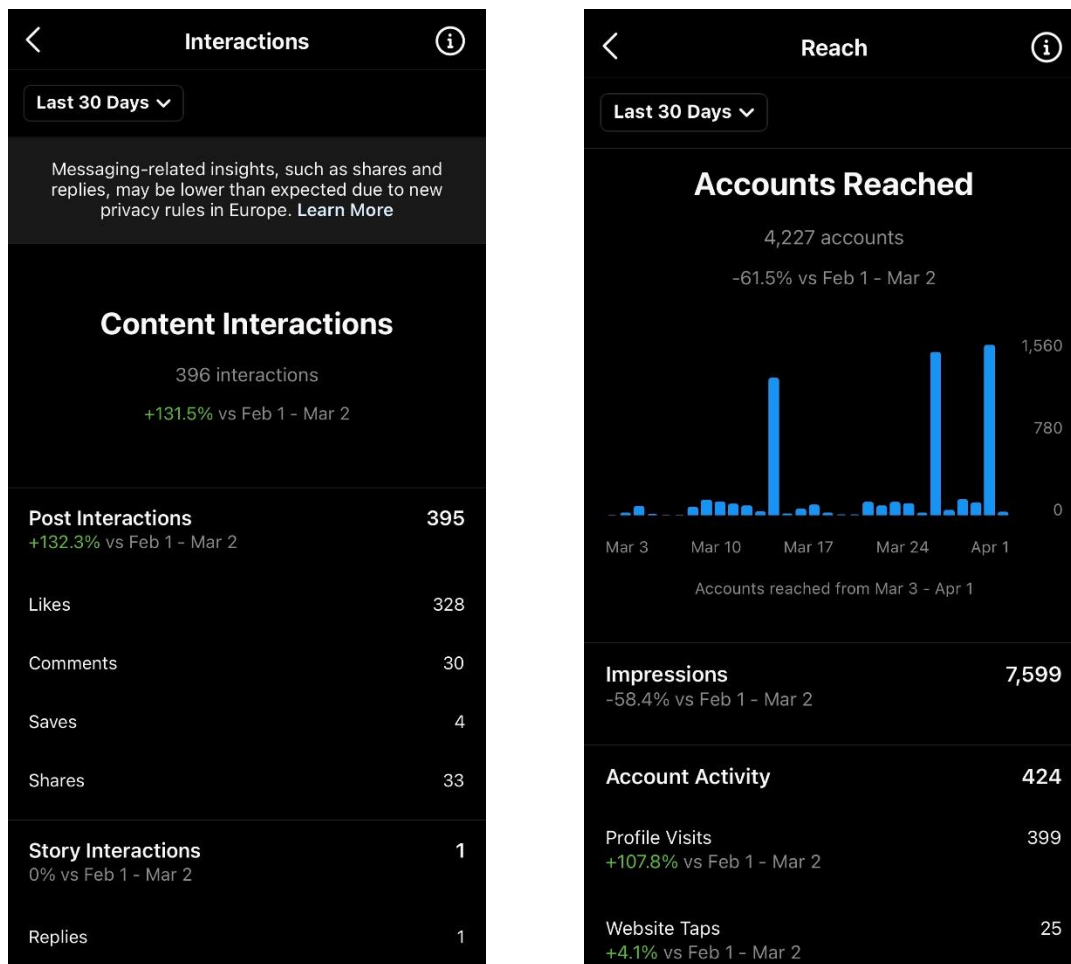 Interactions
Last 30 Days
Messaging-related insights, such as shares and
replies, may be lower than expected due to new
privacy rules in Europe. Learn More
Content Interactions
396 interactions
+131.5% vs Feb 1 - Mar 2
Post Interactions 395
+132.3% vs Feb 1 - Mar 2
Likes 328
Comments 30
Saves 4
Shares 33
Story Interactions 1
0% vs Feb 1 - Mar 2
Replies 1
Reach
Last 30 Days
Accounts Reached
4,227 accounts
-61.5% vs Feb 1 - Mar 2
1,560
780
0
Mar 3 Mar 10 Mar 17 Mar 24 Apr 1
Accounts reached from Mar 3 - Apr 1
Impressions 7,599
-58.4% vs Feb 1 - Mar 2
Account Activity 424
Profile Visits 399
+107.8% vs Feb 1 - Mar 2
Website Taps 25
+4.1% vs Feb 1 - Mar 2